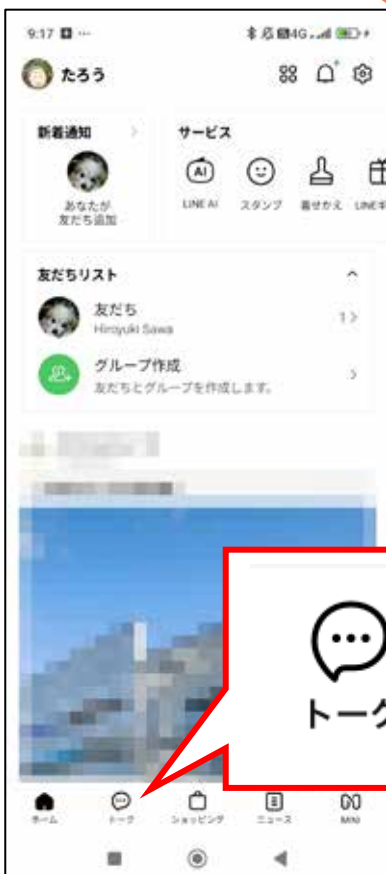 9:17
4G
たろう
新着通知
サービス
あなたが
友だち追加
LINE AI
スタンプ
着せかえ
LINE
友だちリスト
友だち
Hiroyuki Sawa
1
グループ作成
友だちとグループを作成します。
トーク
ホーム
トーク
ショッピング
ニュース
MINI